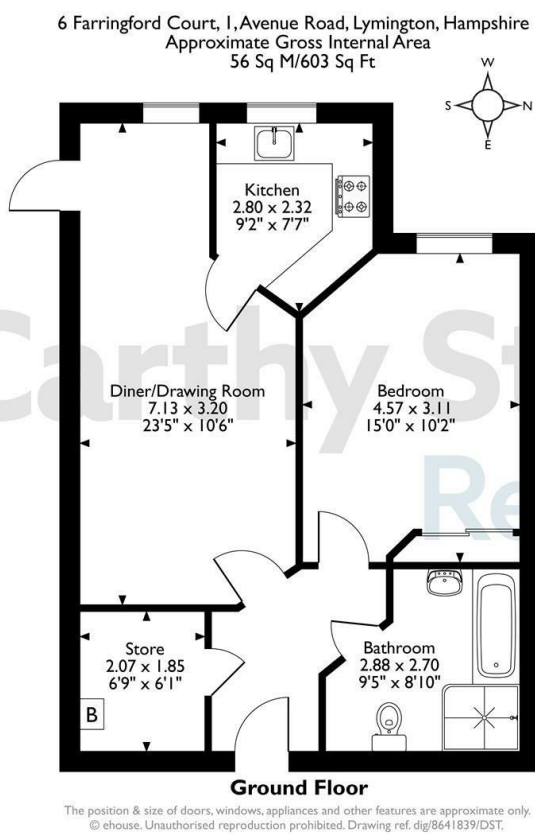 6 Farringford Court, 1, Avenue Road, Lymington, Hampshire
Approximate Gross Internal Area
56 Sq M/603 Sq Ft
W
S
N
E
Kitchen
2.80 x 2.32
9'2" x 7'7"
Carthy St
Diner/Drawing Room
7.13 x 3.20
23'5" x 10'6"
Bedroom
4.57 x 3.11
15'0" x 10'2"
Re
Store
2.07 x 1.85
6'9" x 6'1"
B
Bathroom
2.88 x 2.70
9'5" x 8'10"
Ground Floor
The position & size of doors, windows, appliances and other features are approximate only.
© ehouse. Unauthorised reproduction prohibited. Drawing ref. dig/8641839/DST.